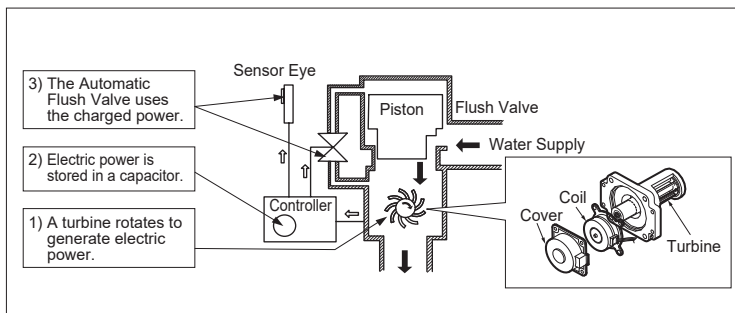 Sensor Eye
3) The Automatic
Flush Valve uses
the charged power.
Piston
Flush Valve
Water Supply
2) Electric power is
stored in a capacitor.
Controller
1) A turbine rotates to
generate electric
power.
Coil
Cover
Turbine